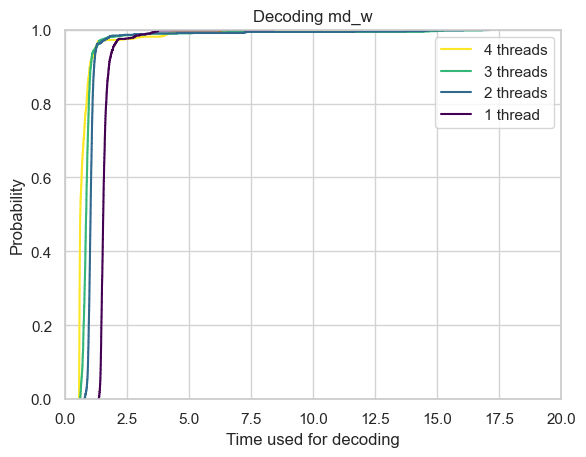 Decoding md_w
1.0
0.8
0.6
0.4
0.2
0.0
Probability
4 threads
3 threads
2 threads
1 thread
0.0 2.5 5.0 7.5 10.0 12.5 15.0 17.5 20.0
Time used for decoding